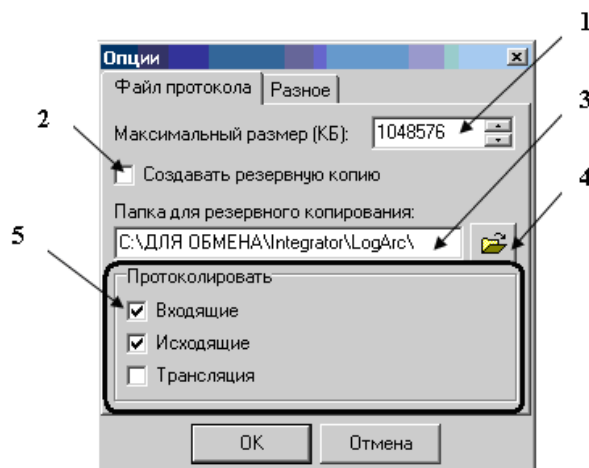 1
Опции
Файл протокола Разное
3
2
Максимальный размер (КБ): 1048576
Создавать резервную копию
4
Папка для резервного копирования:
5
C:\ДЛЯ ОБМЕНА\Integrator\LogArc\
Протоколировать
Входящие
Исходящие
Трансляция
OK Отмена